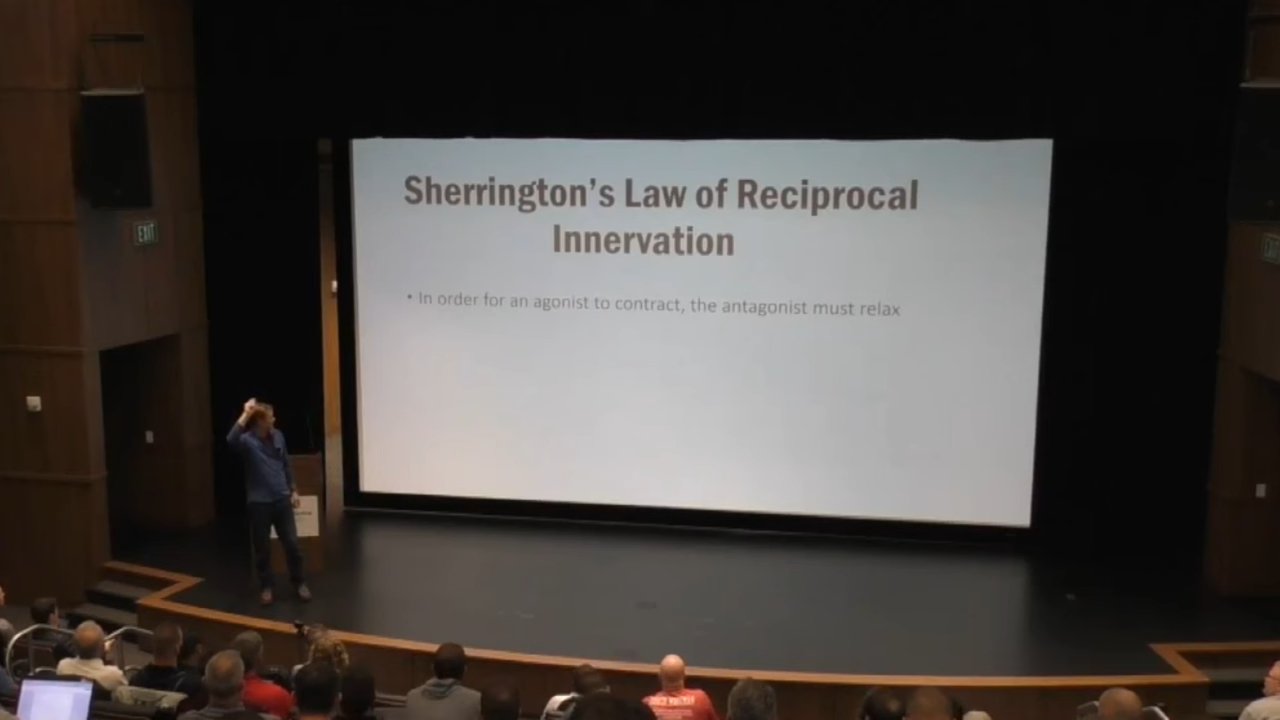 Sherrington's Law of Reciprocal
Innervation
• In order for an agonist to contract, the antagonist must relax
EXIT